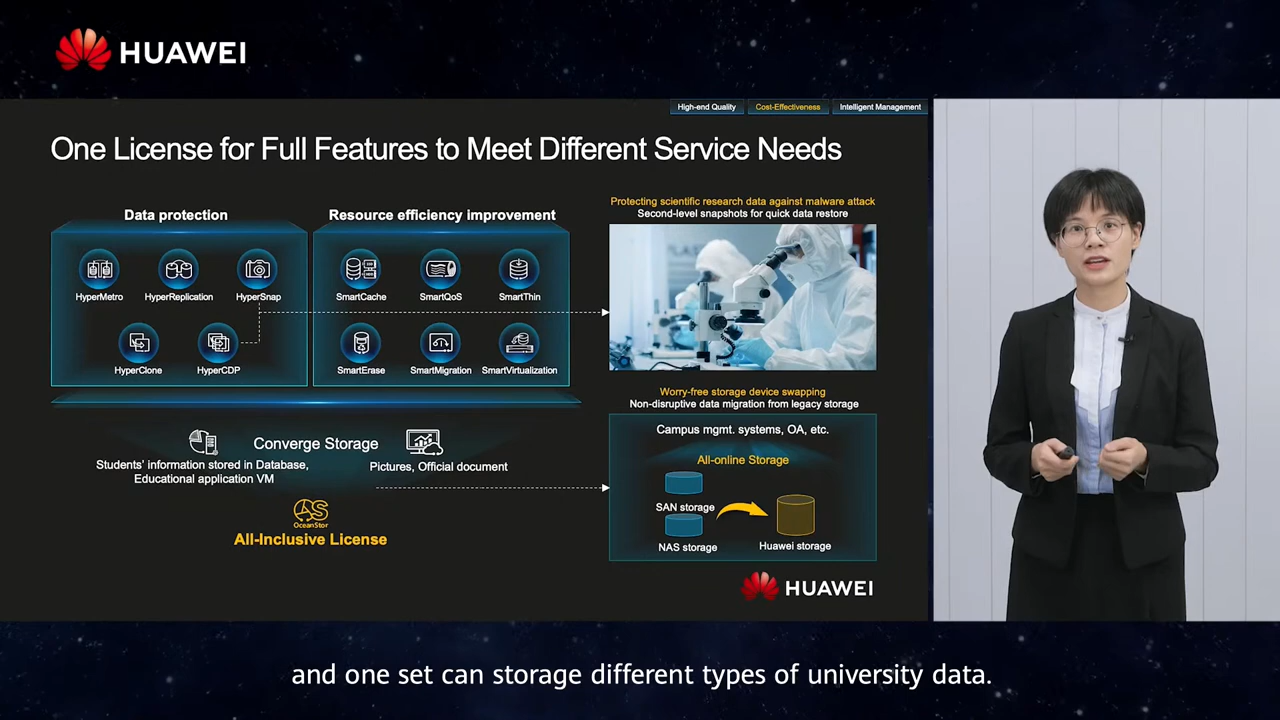 HUAWEI
High-end Quality
Cost-Effectiveness
Intelligent Management
One License for Full Features to Meet Different Service Needs
Data protection
HyperMetro
HyperReplication
HyperSnap
HyperClone
HyperCDP
Resource efficiency improvement
SmartCache
SmartQoS
SmartThin
SmartErase
SmartMigration
SmartVirtualization
Protecting scientific research data against malware attack
Second-level snapshots for quick data restore
Converge Storage
Students' information stored in Database,
Educational application VM
Pictures, Official document
OceanStor
All-Inclusive License
Worry-free storage device swapping
Non-disruptive data migration from legacy storage
Campus mgmt. systems, OA, etc.
All-online Storage
SAN storage
NAS storage
Huawei storage
HUAWEI
and one set can storage different types of university data.